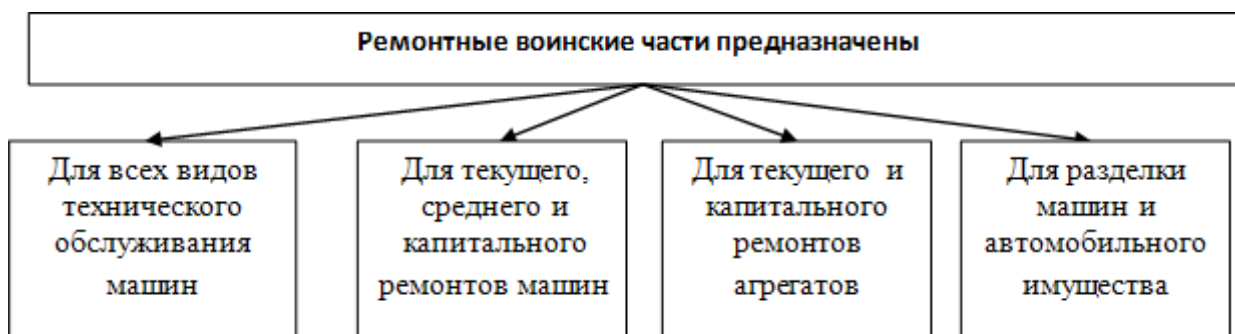 Ремонтные воинские части предназначены
Для всех видов
технического
обслуживания
машин
Для текущего,
среднего и
капитального
ремонтов машин
Для текущего и
капитального
ремонтов
агрегатов
Для разделки
машин и
автомобильного
имущества